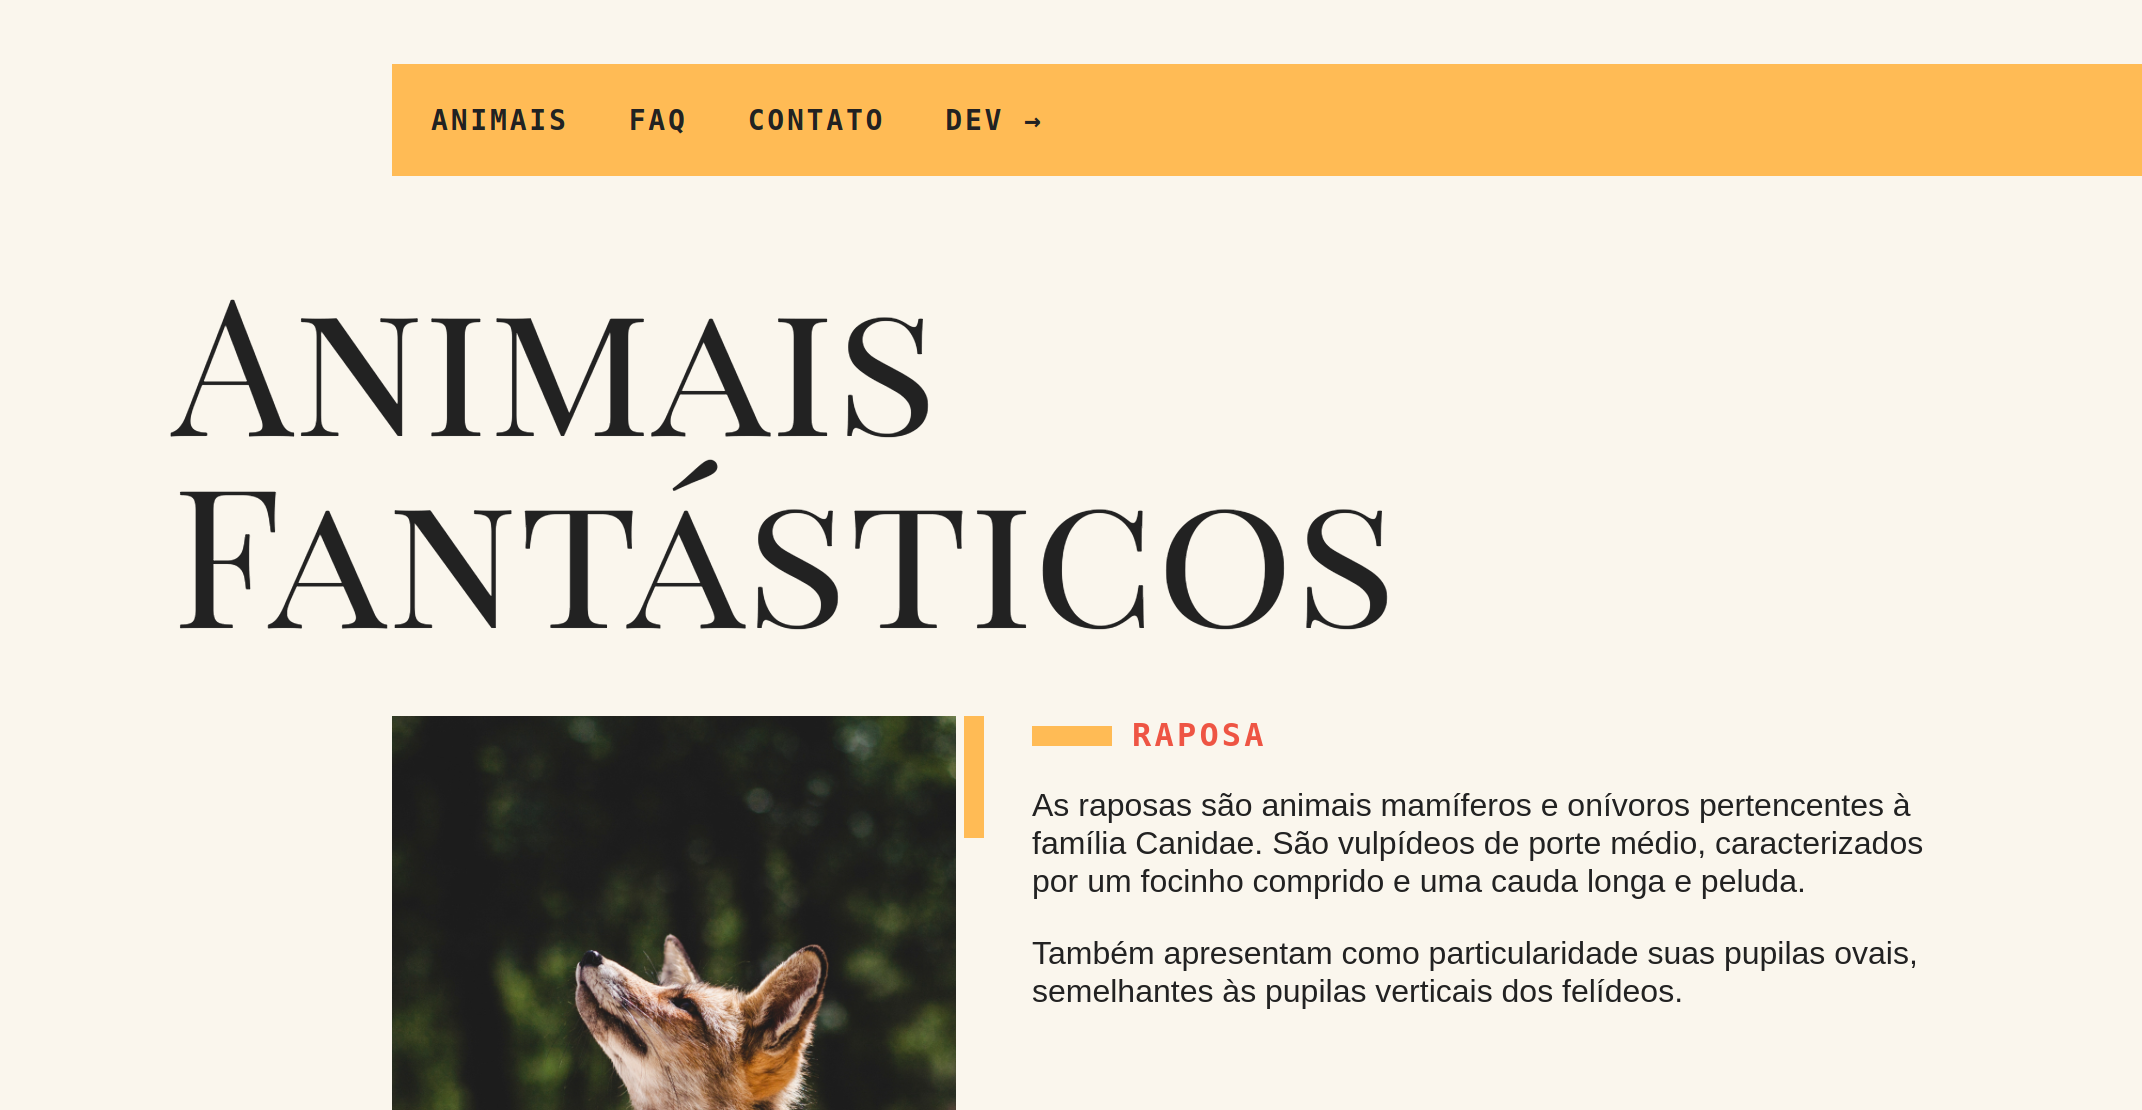 ANIMAIS FAQ CONTATO DEV →
Animais
Fantásticos
RAPOSA
As raposas são animais mamíferos e onívoros pertencentes à
família Canidae. São vulpídeos de porte médio, caracterizados
por um focinho comprido e uma cauda longa e peluda.
Também apresentam como particularidade suas pupilas ovais,
semelhantes às pupilas verticais dos felídeos.